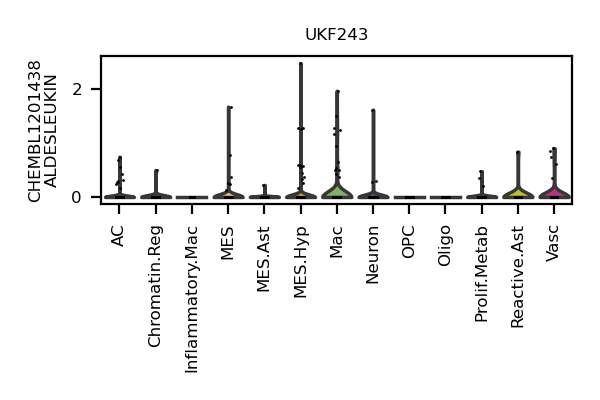 UKF243
CHEMBL1201438
ALDESLEUKIN
2
0
AC
Chromatin.Reg
Inflammatory.Mac
MES
MES.Ast
MES.Hyp
Mac
Neuron
OPC
Oligo
Prolif.Metab
Reactive.Ast
Vasc